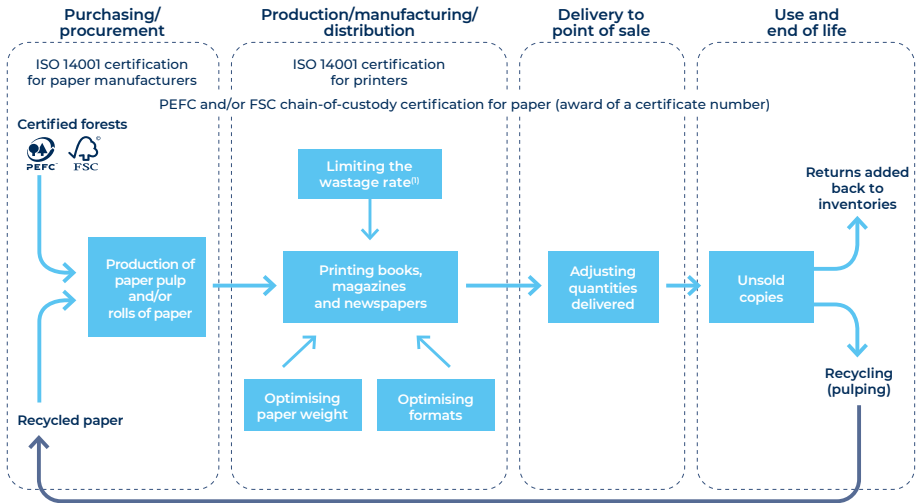 Purchasing/
procurement
Production/manufacturing/
distribution
Delivery to
point of sale
Use and
end of life
ISO 14001 certification
for paper manufacturers
ISO 14001 certification
for printers
PEFC and/or FSC chain-of-custody certification for paper (award of a certificate number)
Certified forests
PEFC
FSC
Limiting the
wastage rate(1)
Returns added
back to
inventories
Production of
paper pulp
and/or
rolls of paper
Printing books,
magazines
and newspapers
Adjusting
quantities
delivered
Unsold
copies
Optimising
paper weight
Optimising
formats
Recycling
(pulping)
Recycled paper